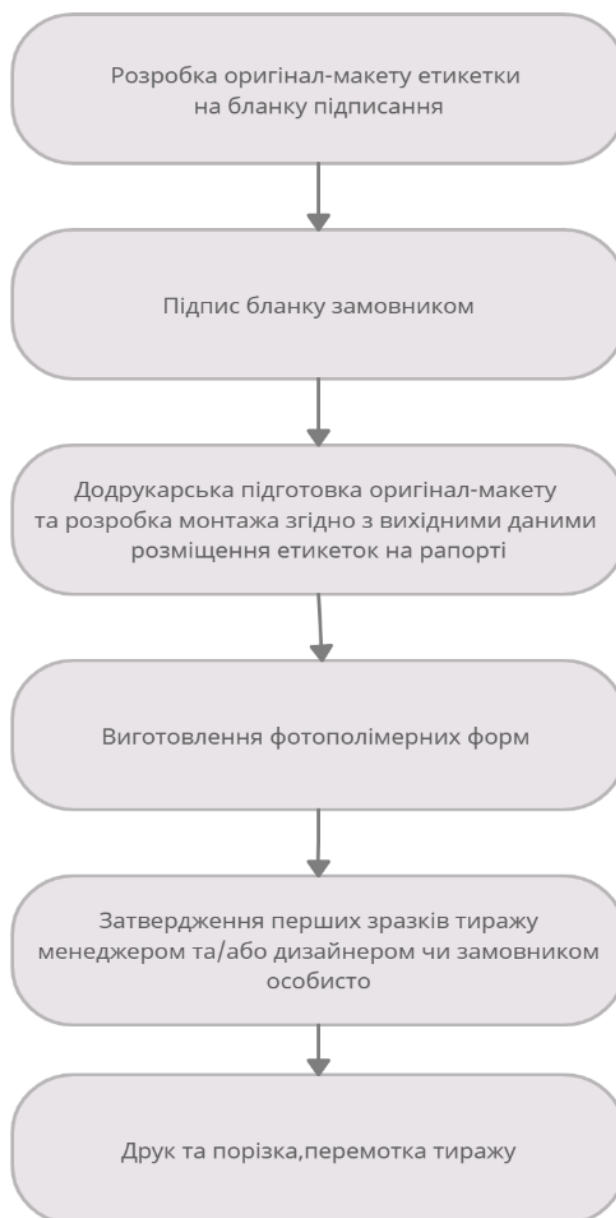 Розробка оригінал-макету етикетки
на бланку підписання
Підпис бланку замовником
Додрукарська підготовка оригінал-макету
та розробка монтажа згідно з вихідними даними
розміщення етикеток на рапорті
Виготовлення фотополімерних форм
Затвердження перших зразків тиражу
менеджером та/або дизайнером чи замовником
особисто
Друк та порізка,перемотка тиражу